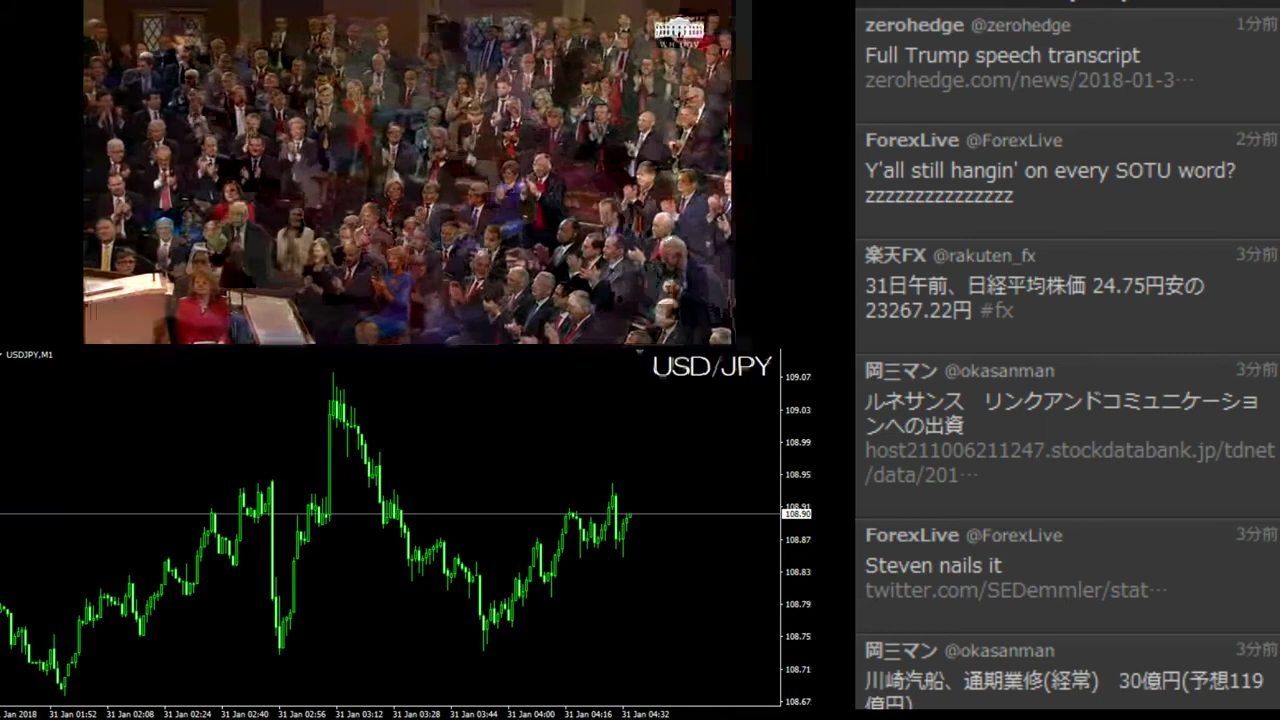 WH.GOV
USDJPY,M1
USD/JPY
109.07
109.03
108.99
108.95
108.91
108.90
108.87
108.83
108.79
108.75
108.71
108.67
Jan 2018
31 Jan 01:52
31 Jan 02:08
31 Jan 02:24
31 Jan 02:40
31 Jan 02:56
31 Jan 03:12
31 Jan 03:28
31 Jan 03:44
31 Jan 04:00
31 Jan 04:16
31 Jan 04:32
zerohedge @zerohedge 1分前
Full Trump speech transcript
zerohedge.com/news/2018-01-3…
ForexLive @ForexLive 2分前
Y'all still hangin' on every SOTU word?
zzzzzzzzzzzzzzz
楽天FX @rakuten_fx 3分前
31日午前、日経平均株価 24.75円安の
23267.22円 #fx
岡三マン @okasanman 3分前
ルネサンス　リンクアンドコミュニケーショ
ンへの出資
host211006211247.stockdatabank.jp/tdnet
/data/201…
ForexLive @ForexLive 3分前
Steven nails it
twitter.com/SEDemmler/stat…
岡三マン @okasanman 3分前
川崎汽船、通期業修(経常)　30億円(予想119
億円)